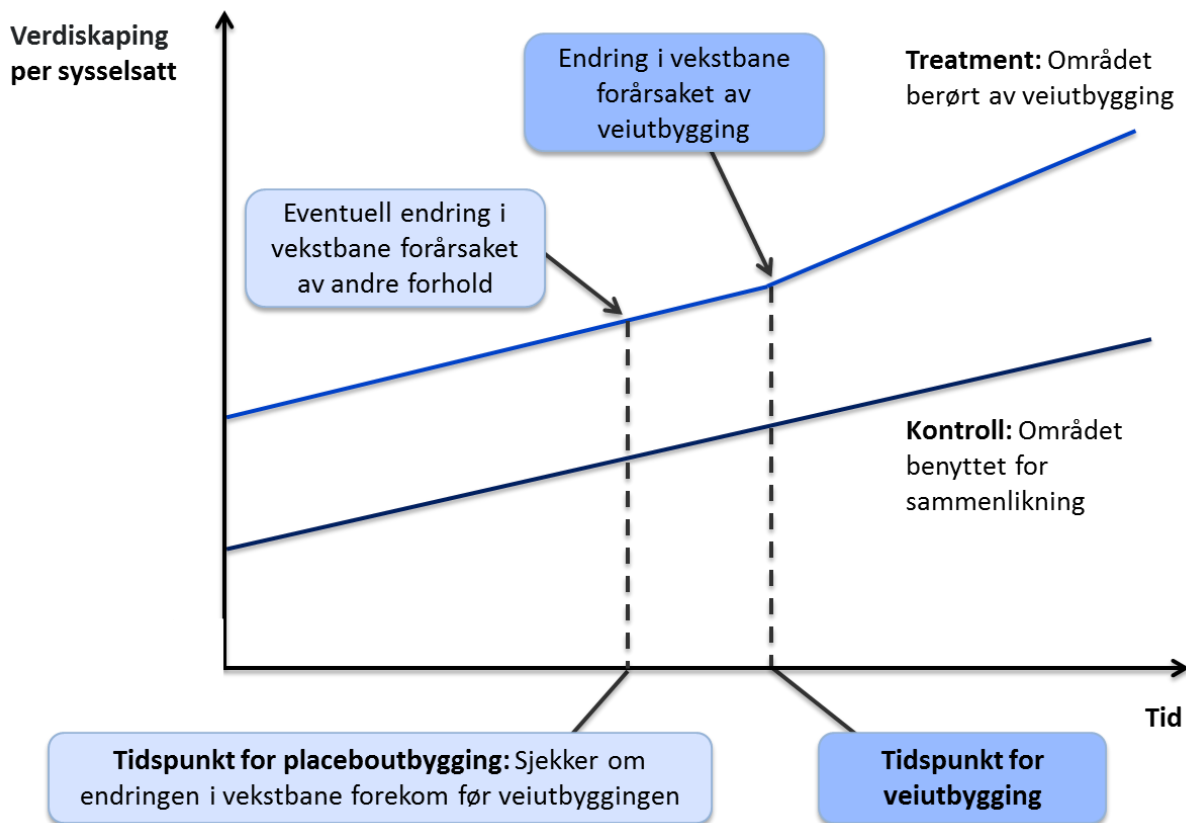 Verdiskaping
per sysselsatt
Endring i vekstbane
forårsaket av
veiutbygging
Treatment: Området
berørt av veiutbygging
Eventuell endring i
vekstbane forårsaket
av andre forhold
Kontroll: Området
benyttet for
sammenlikning
Tid
Tidspunkt for placeboutbygging: Sjekker om
endringen i vekstbane forekom før veiutbyggingen
Tidspunkt for
veiutbygging